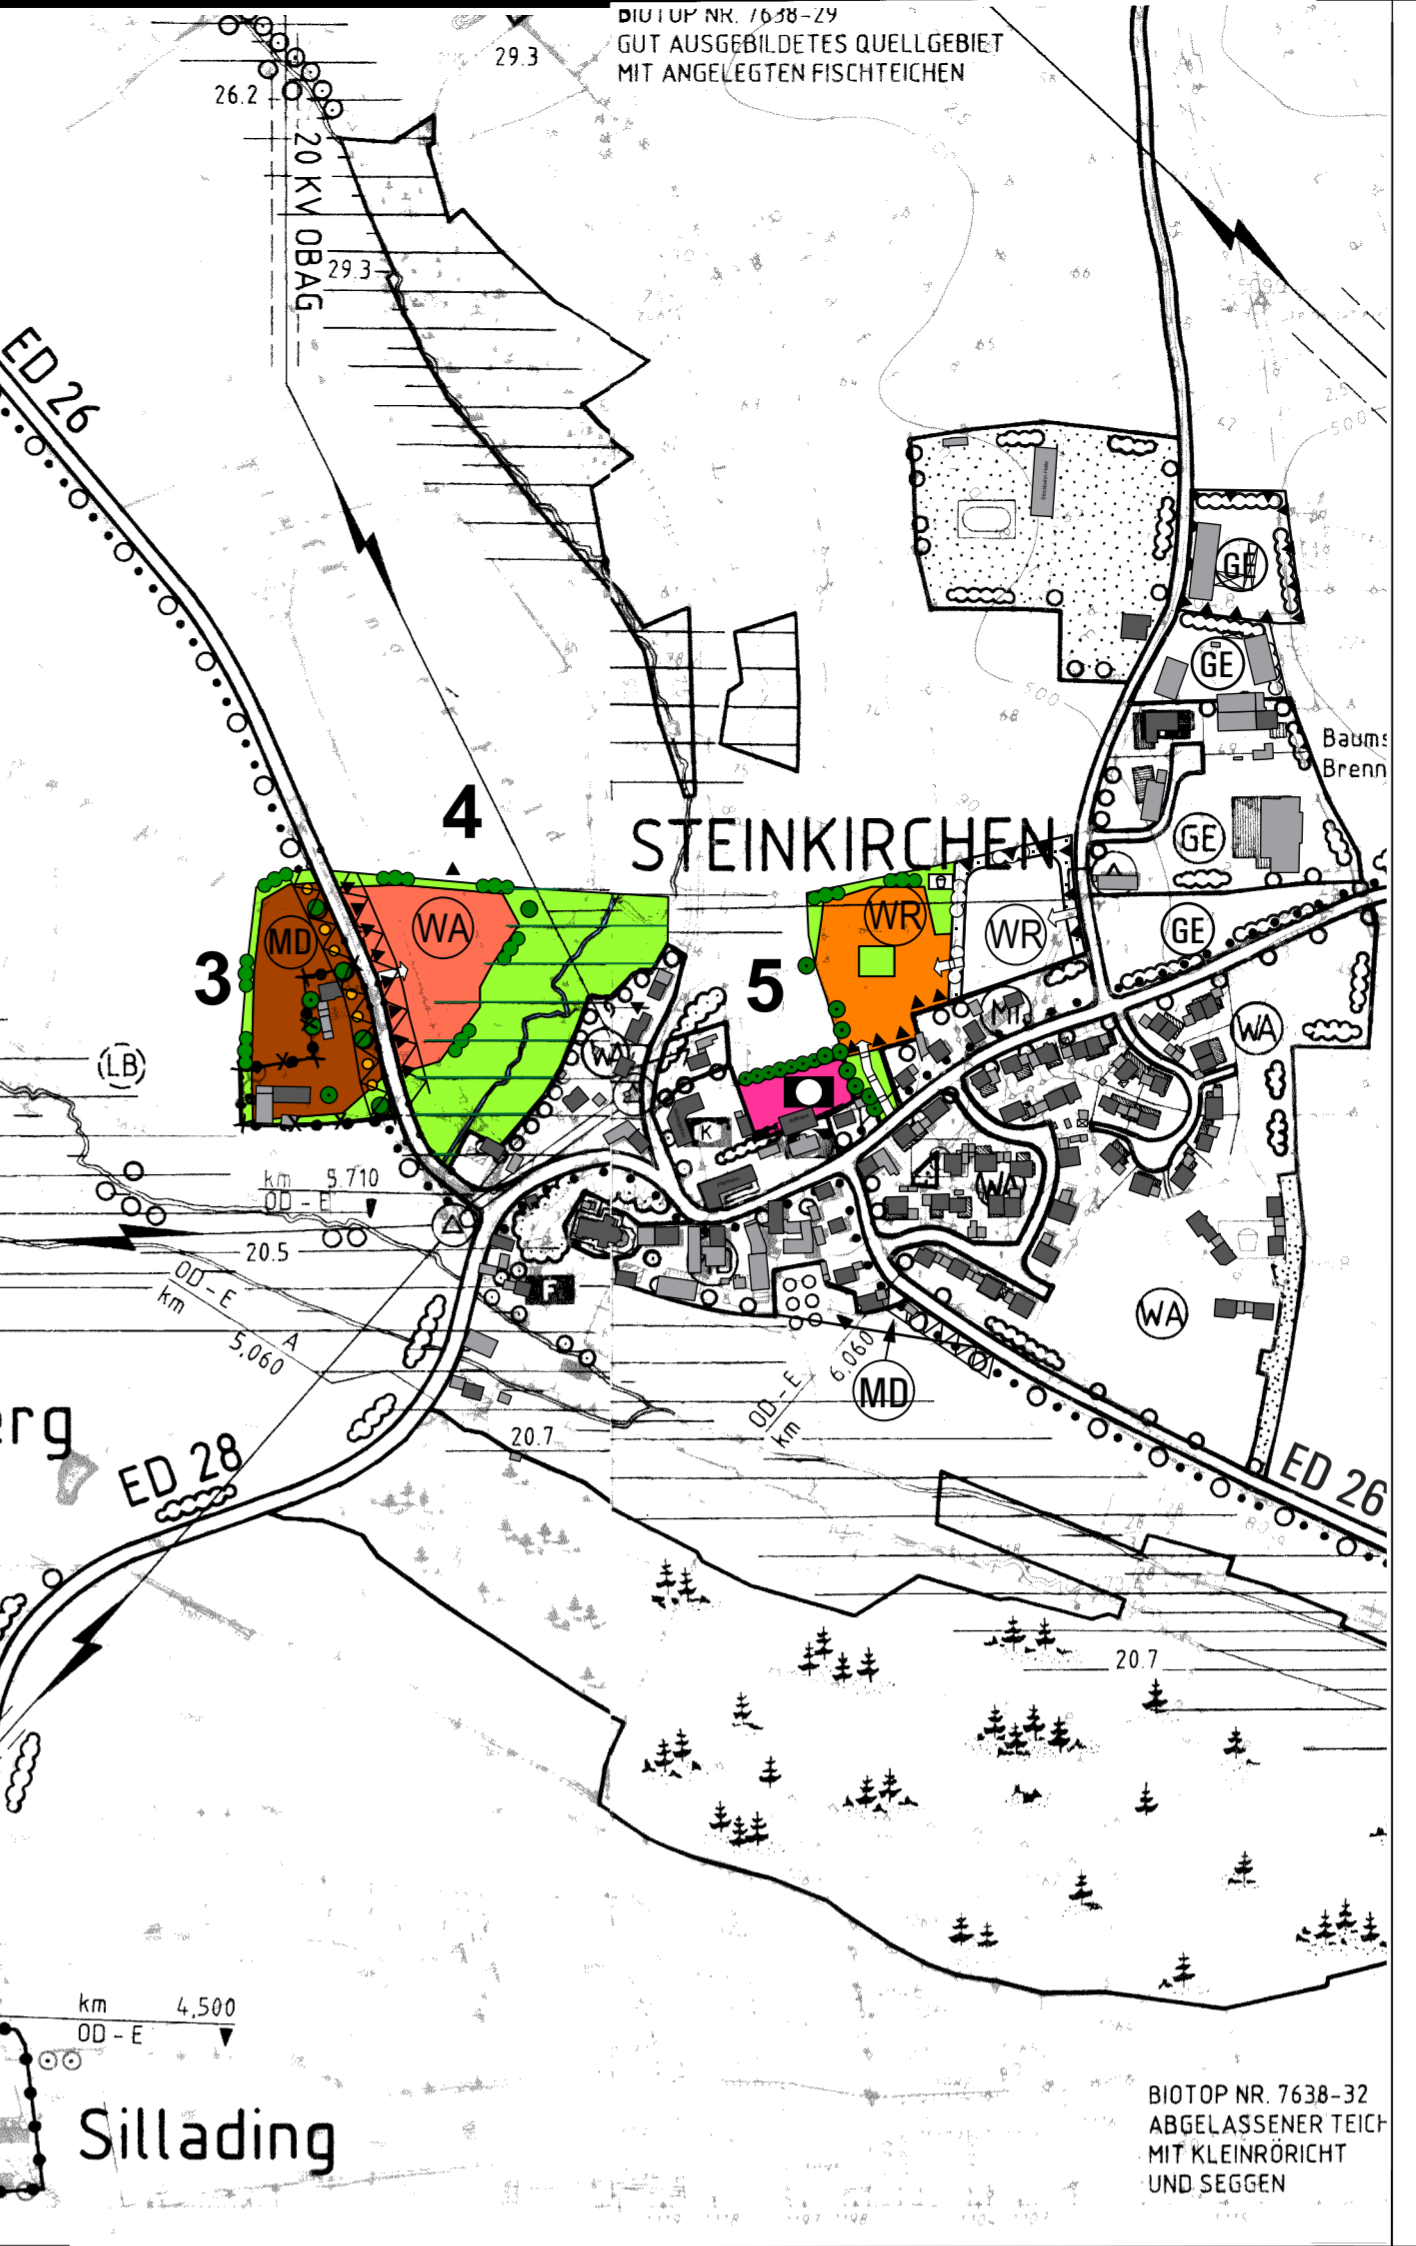 BIOTOP NR. 7638-29
GUT AUSGEBILDETES QUELLGEBIET
MIT ANGELEGTEN FISCHTEICHEN
29.3
26.2
20 KV OBAG
29.3
ED 26
500
GE
GE
500
Baums
Brenn
4
STEINKIRCHEN
GE
3
MD
WA
5
WR
WR
GE
MI
WA
WA
LB
K
WA
km 5.710
OD - E
20.5
F
WA
OD - E
km 5,060
A
OD - E
km 6,060
MD
erg
20.7
ED 28
ED 26
20.7
km 4,500
OD - E
Sillading
BIOTOP NR. 7638-32
ABGELASSENER TEICH
MIT KLEINRÖRICHT
UND SEGGEN